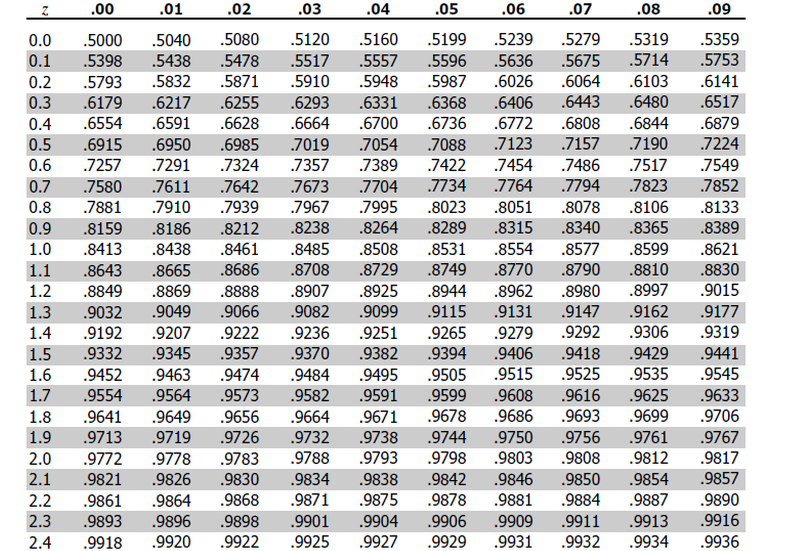 z .00 .01 .02 .03 .04 .05 .06 .07 .08 .09
0.0 .5000 .5040 .5080 .5120 .5160 .5199 .5239 .5279 .5319 .5359
0.1 .5398 .5438 .5478 .5517 .5557 .5596 .5636 .5675 .5714 .5753
0.2 .5793 .5832 .5871 .5910 .5948 .5987 .6026 .6064 .6103 .6141
0.3 .6179 .6217 .6255 .6293 .6331 .6368 .6406 .6443 .6480 .6517
0.4 .6554 .6591 .6628 .6664 .6700 .6736 .6772 .6808 .6844 .6879
0.5 .6915 .6950 .6985 .7019 .7054 .7088 .7123 .7157 .7190 .7224
0.6 .7257 .7291 .7324 .7357 .7389 .7422 .7454 .7486 .7517 .7549
0.7 .7580 .7611 .7642 .7673 .7704 .7734 .7764 .7794 .7823 .7852
0.8 .7881 .7910 .7939 .7967 .7995 .8023 .8051 .8078 .8106 .8133
0.9 .8159 .8186 .8212 .8238 .8264 .8289 .8315 .8340 .8365 .8389
1.0 .8413 .8438 .8461 .8485 .8508 .8531 .8554 .8577 .8599 .8621
1.1 .8643 .8665 .8686 .8708 .8729 .8749 .8770 .8790 .8810 .8830
1.2 .8849 .8869 .8888 .8907 .8925 .8944 .8962 .8980 .8997 .9015
1.3 .9032 .9049 .9066 .9082 .9099 .9115 .9131 .9147 .9162 .9177
1.4 .9192 .9207 .9222 .9236 .9251 .9265 .9279 .9292 .9306 .9319
1.5 .9332 .9345 .9357 .9370 .9382 .9394 .9406 .9418 .9429 .9441
1.6 .9452 .9463 .9474 .9484 .9495 .9505 .9515 .9525 .9535 .9545
1.7 .9554 .9564 .9573 .9582 .9591 .9599 .9608 .9616 .9625 .9633
1.8 .9641 .9649 .9656 .9664 .9671 .9678 .9686 .9693 .9699 .9706
1.9 .9713 .9719 .9726 .9732 .9738 .9744 .9750 .9756 .9761 .9767
2.0 .9772 .9778 .9783 .9788 .9793 .9798 .9803 .9808 .9812 .9817
2.1 .9821 .9826 .9830 .9834 .9838 .9842 .9846 .9850 .9854 .9857
2.2 .9861 .9864 .9868 .9871 .9875 .9878 .9881 .9884 .9887 .9890
2.3 .9893 .9896 .9898 .9901 .9904 .9906 .9909 .9911 .9913 .9916
2.4 .9918 .9920 .9922 .9925 .9927 .9929 .9931 .9932 .9934 .9936